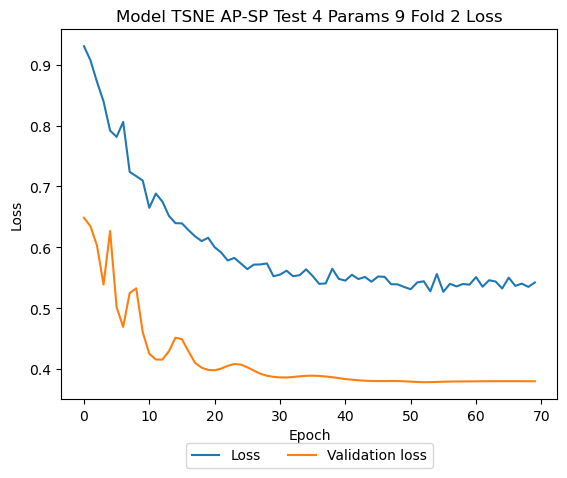 Model TSNE AP-SP Test 4 Params 9 Fold 2 Loss
0.9
0.8
0.7
0.6
0.5
0.4
Loss
0 10 20 30 40 50 60 70
Epoch
Loss Validation loss